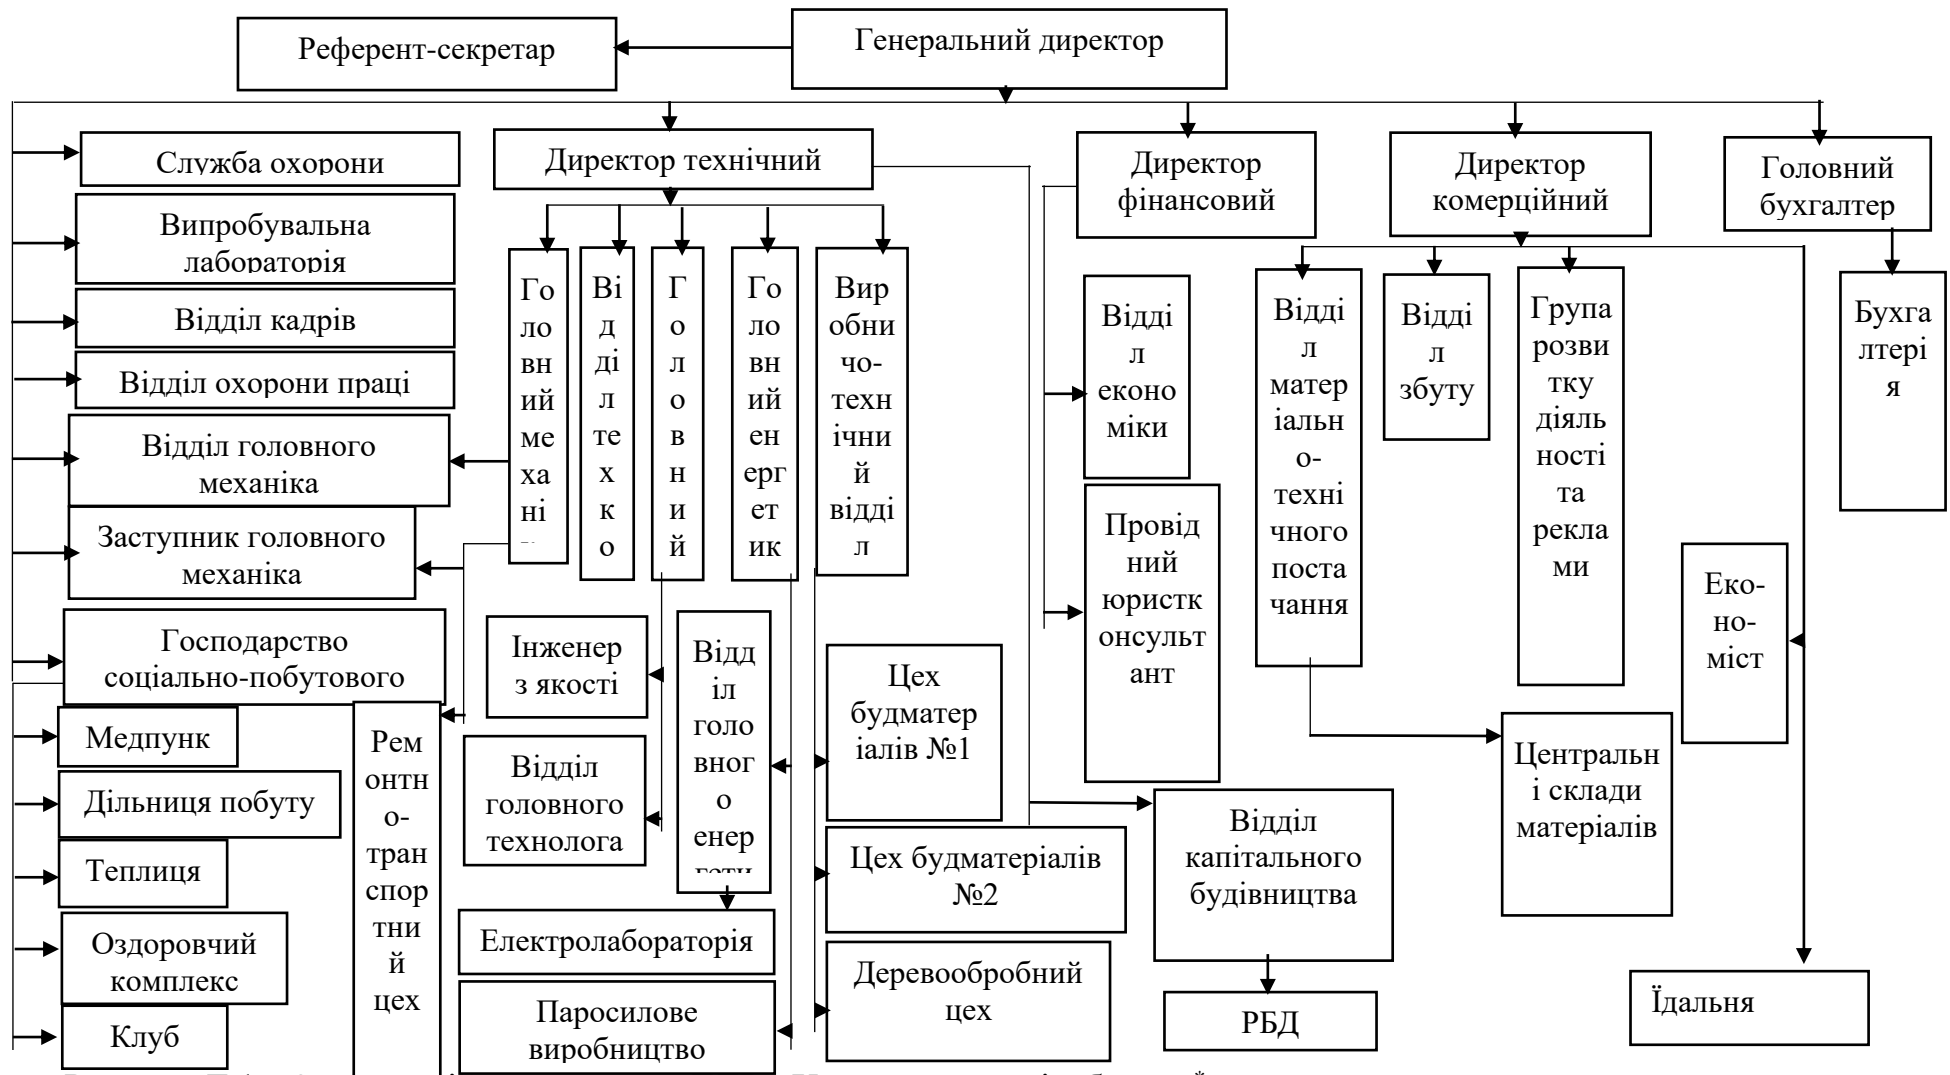 Референт-секретар
Генеральний директор
Служба охорони
Директор технічний
Директор
фінансовий
Директор
комерційний
Головний
бухгалтер
Випробувальна
лабораторія
Відділ кадрів
Відділ охорони праці
Відділ головного
механіка
Заступник головного
механіка
Господарство
соціально-побутового
Го
ло
вн
ий
ме
ха
ні
Ві
д
ді
л
те
х
к
о
Г
о
л
о
в
н
и
й
Го
ло
вн
ий
ен
ерг
ет
ик
Вир
обни
чо-
техн
ічни
й
відді
л
Відді
л
еконо
міки
Провід
ний
юристк
онсульт
ант
Відді
л
матер
іальн
о-
техні
чного
поста
чання
Відді
л
збуту
Група
розви
тку
діяль
ності
та
рекла
ми
Бухга
лтері
я
Еко-
но-
міст
Медпунк
Дільниця побуту
Теплиця
Оздоровчий
комплекс
Клуб
Рем
онтн
о-
тран
спор
тни
й
цех
Інженер
з якості
Відділ
головного
технолога
Відд
іл
голо
вног
о
енер
гети
Електролабораторія
Паросилове
виробництво
Цех
будматер
іалів №1
Цех будматеріалів
№2
Деревообробний
цех
Відділ
капітального
будівництва
РБД
Центральн
і склади
матеріалів
Їдальня